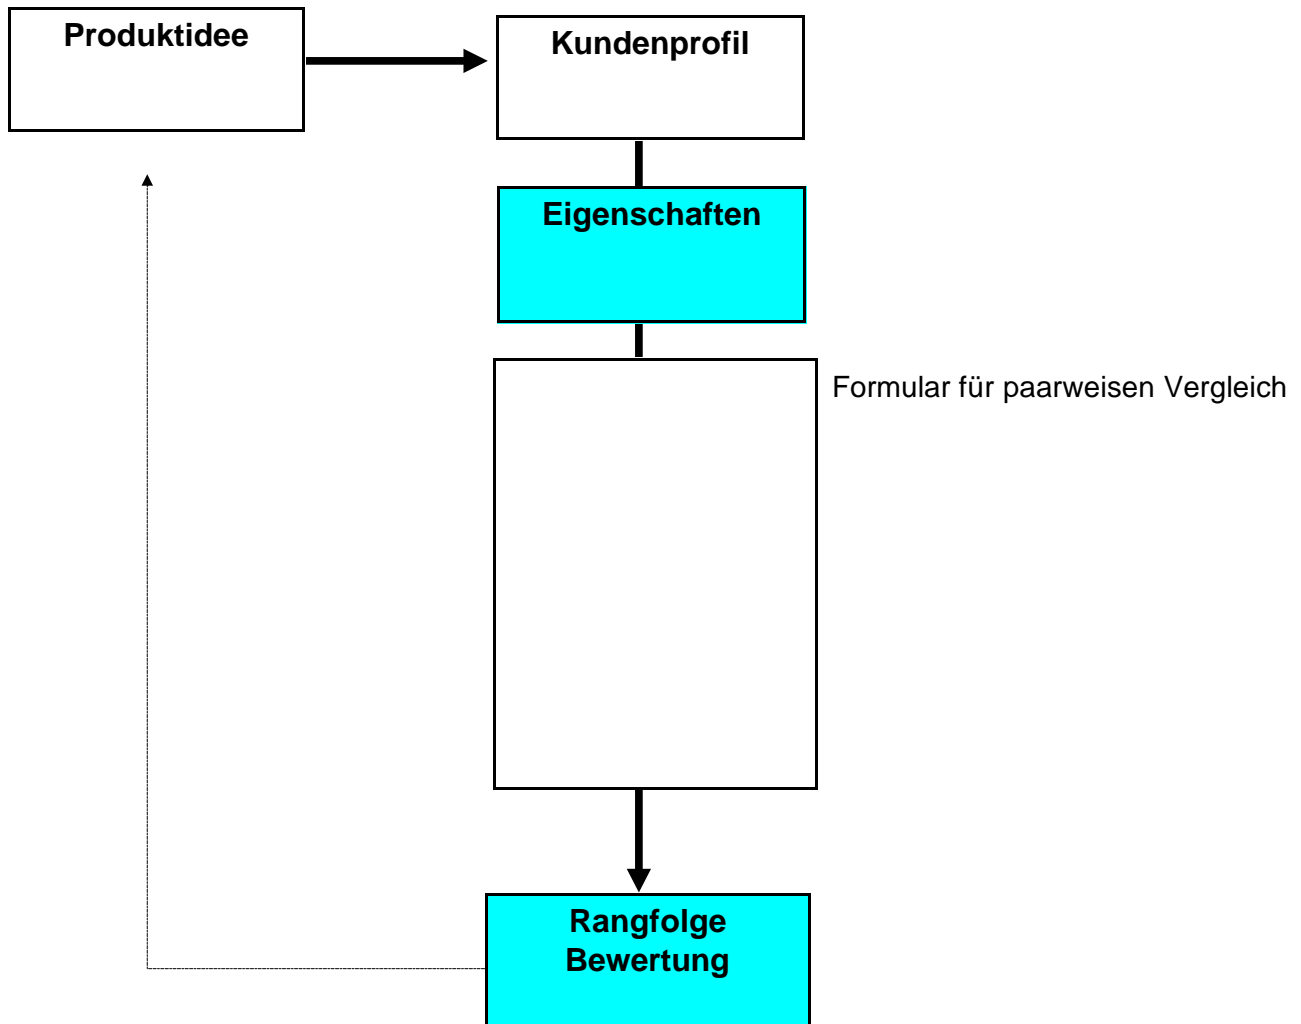 Produktidee
Kundenprofil
Eigenschaften
Formular für paarweisen Vergleich
Rangfolge
Bewertung